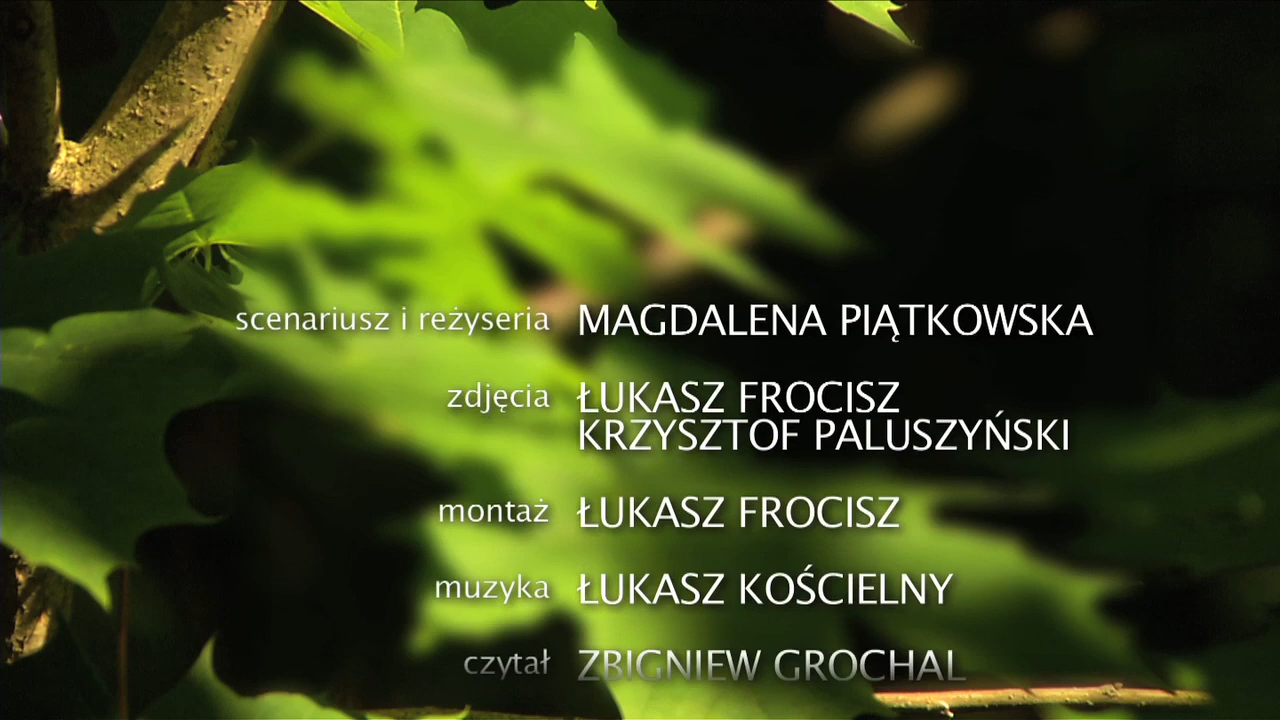 scenariusz i reżyseria MAGDALENA PIĄTKOWSKA
zdjęcia ŁUKASZ FROCISZ
KRZYSZTOF PALUSZYŃSKI
montaż ŁUKASZ FROCISZ
muzyka ŁUKASZ KOŚCIELNY
czytał ZBIGNIEW GROCHAL